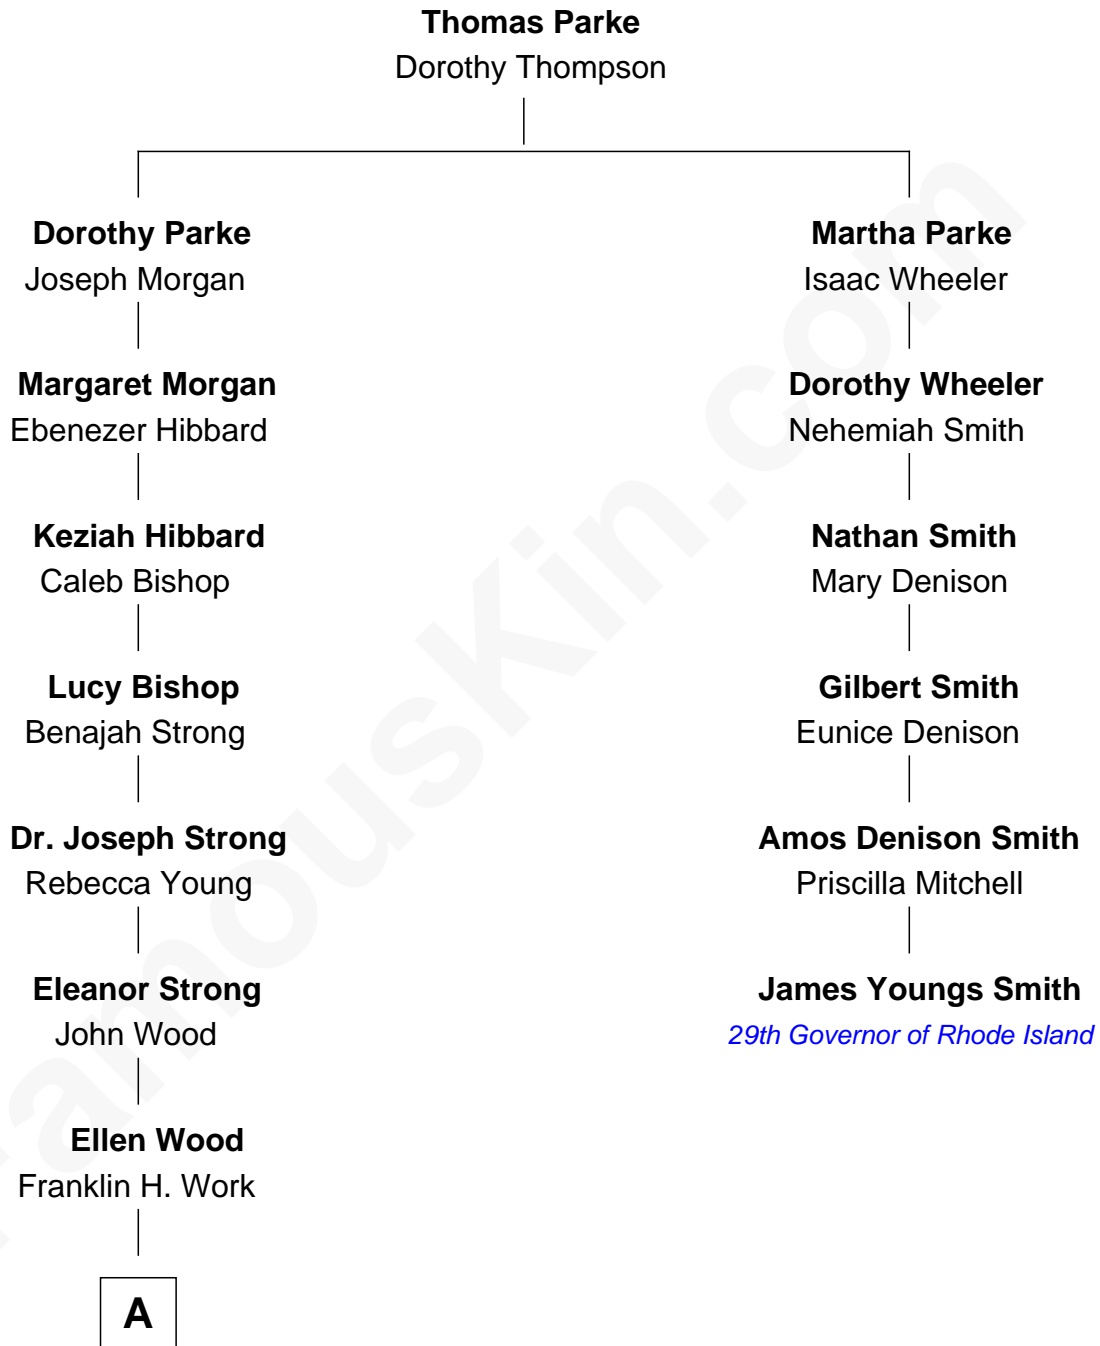 Thomas Parke
Dorothy Thompson
Dorothy Parke
Joseph Morgan
Margaret Morgan
Ebenezer Hibbard
Keziah Hibbard
Caleb Bishop
Lucy Bishop
Benajah Strong
Dr. Joseph Strong
Rebecca Young
Eleanor Strong
John Wood
Ellen Wood
Franklin H. Work
A
Martha Parke
Isaac Wheeler
Dorothy Wheeler
Nehemiah Smith
Nathan Smith
Mary Denison
Gilbert Smith
Eunice Denison
Amos Denison Smith
Priscilla Mitchell
James Youngs Smith
29th Governor of Rhode Island
FamousKin.com